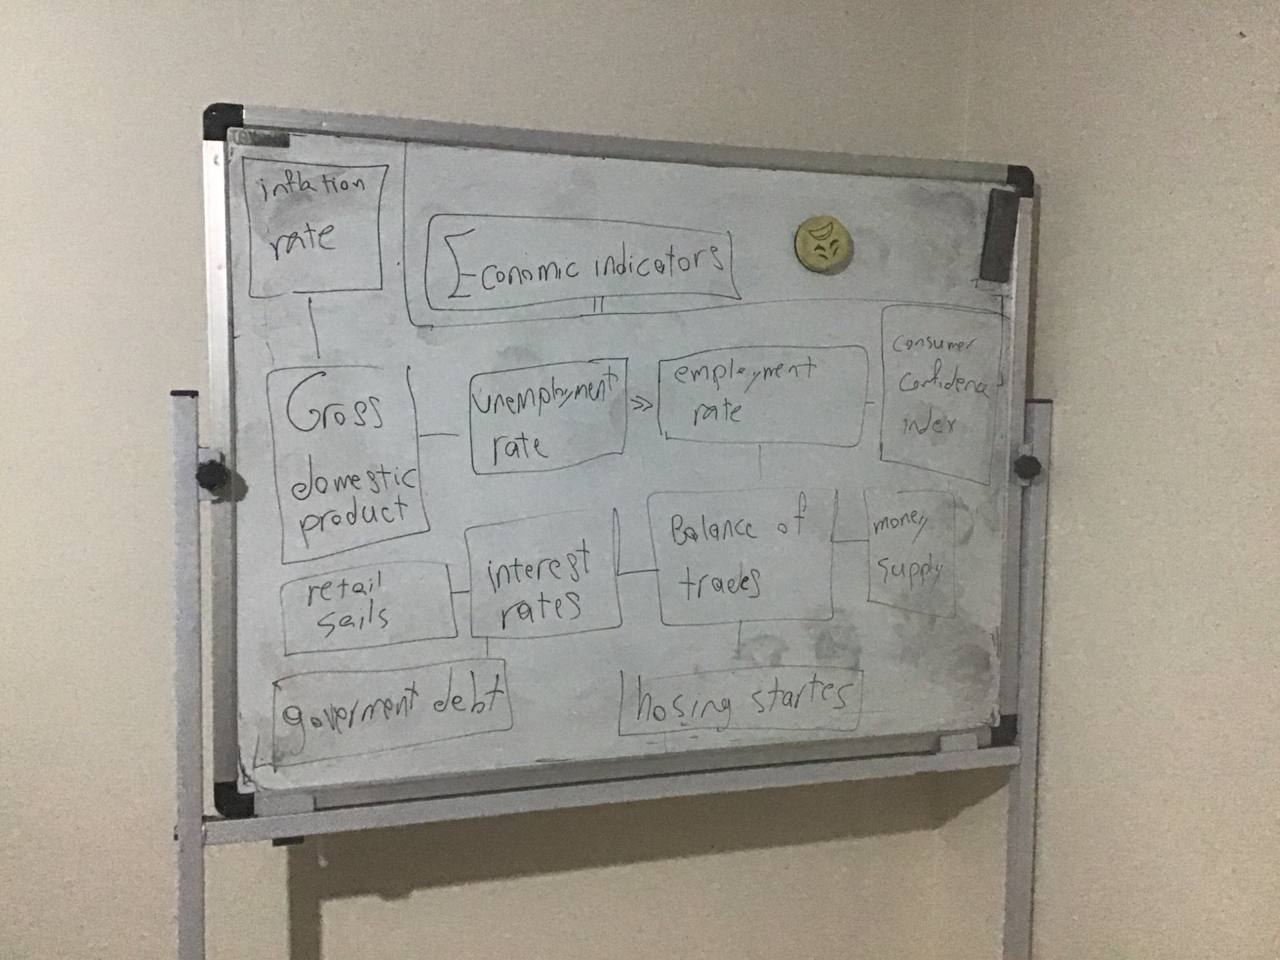 inflation
rate
Economic indicators
Gross
domestic
product
unemployment
rate
employment
rate
consumer
confidence
index
retail
sails
interest
rates
Balance of
trades
money
supply
goverment debt
hosing startes